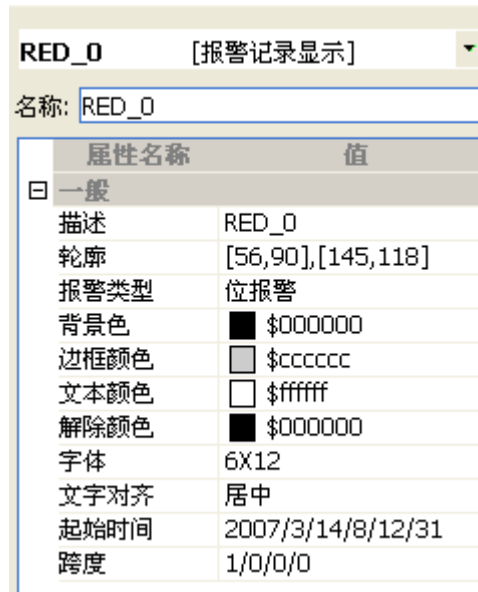 RED_0 [报警记录显示]
名称: RED_0
属性名称 值
一般
描述 RED_0
轮廓 [56,90],[145,118]
报警类型 位报警
背景色 $000000
边框颜色 $cccccc
文本颜色 $ffffff
解除颜色 $000000
字体 6X12
文字对齐 居中
起始时间 2007/3/14/8/12/31
跨度 1/0/0/0